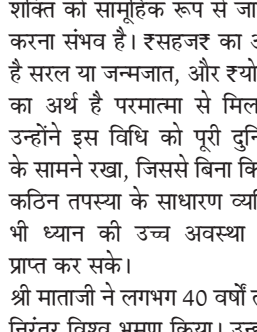 शक्ति को सामूहिक रूप से जा
करना संभव है। ₹सहज₹ का अ
है सरल या जन्मजात, और ₹यो
का अर्थ है परमात्मा से मिल
उन्होंने इस विधि को पूरी दुनि
के सामने रखा, जिससे बिना कि
कठिन तपस्या के साधारण व्यि
भी ध्यान की उच्च अवस्था
प्राप्त कर सके।
श्री माताजी ने लगभग 40 वर्षों त
निरंतर विश्व भ्रमण किया। उन्ह